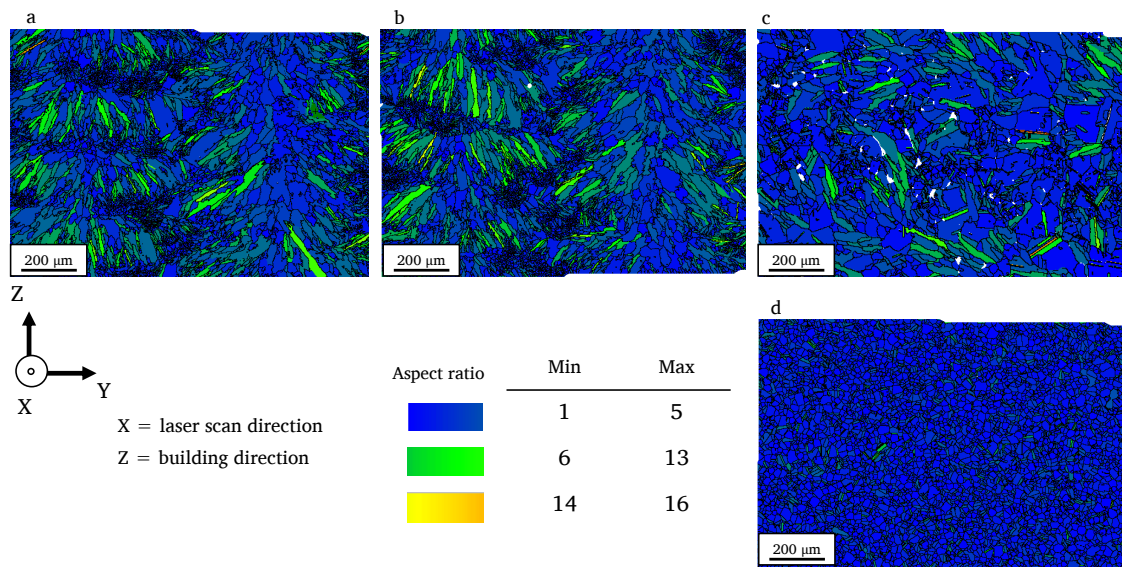 a
b
c
200 μm
200 μm
200 μm
Z
Y
X
X = laser scan direction
Z = building direction
Aspect ratio
Min
Max
1
5
6
13
14
16
d
200 μm